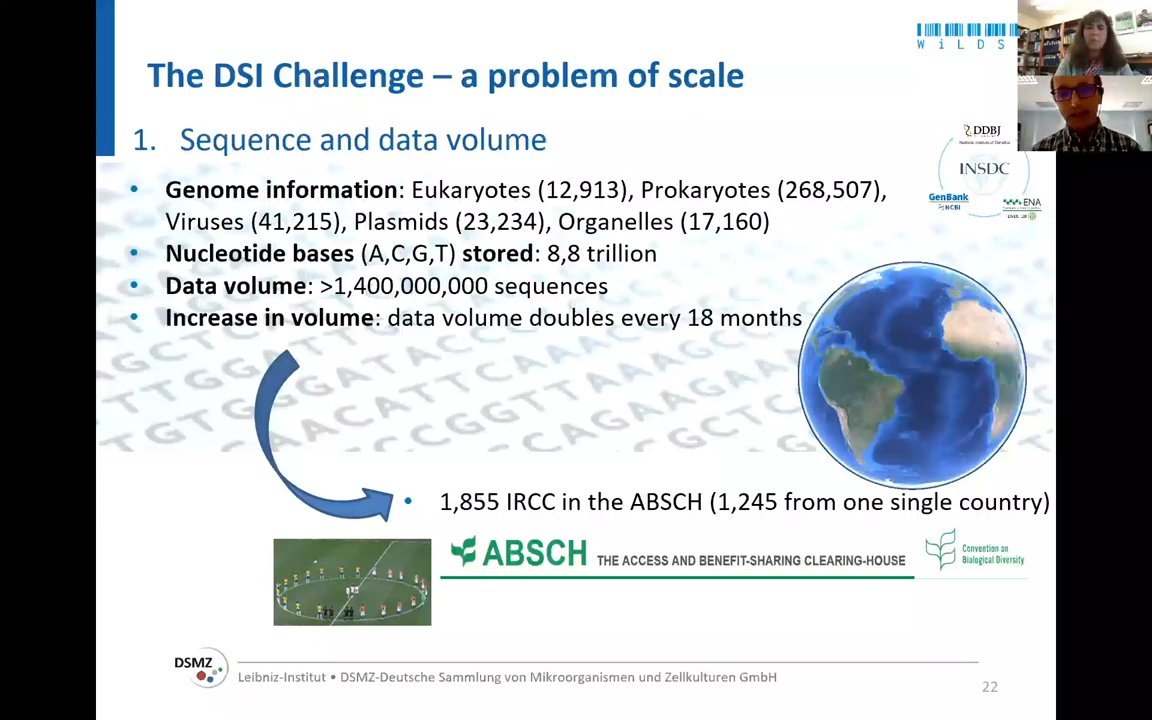 WiLDS
The DSI Challenge – a problem of scale
1. Sequence and data volume
DDBJ
INSDC
GenBank
NCBI
ENA
• Genome information: Eukaryotes (12,913), Prokaryotes (268,507),
Viruses (41,215), Plasmids (23,234), Organelles (17,160)
• Nucleotide bases (A,C,G,T) stored: 8,8 trillion
• Data volume: >1,400,000,000 sequences
• Increase in volume: data volume doubles every 18 months
• 1,855 IRCC in the ABSCH (1,245 from one single country)
ABSCH THE ACCESS AND BENEFIT-SHARING CLEARING-HOUSE
Convention on
Biological Diversity
DSMZ
Leibniz-Institut • DSMZ-Deutsche Sammlung von Mikroorganismen und Zellkulturen GmbH
22